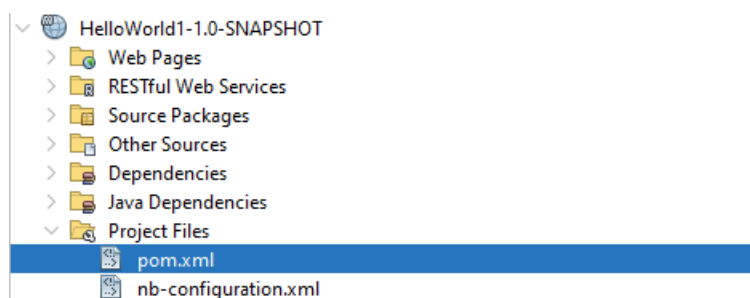 HelloWorld1-1.0-SNAPSHOT
Web Pages
RESTful Web Services
Source Packages
Other Sources
Dependencies
Java Dependencies
Project Files
pom.xml
nb-configuration.xml